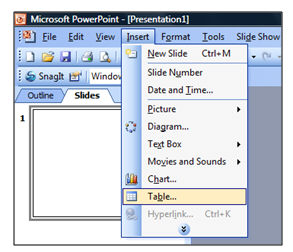 Microsoft PowerPoint - [Presentation1]
File Edit View Insert Format Tools Slide Show
SnagIt Window
Outline Slides
1
New Slide Ctrl+M
Slide Number
Date and Time...
Picture
Diagram...
Text Box
Movies and Sounds
Chart...
Table...
Hyperlink... Ctrl+K